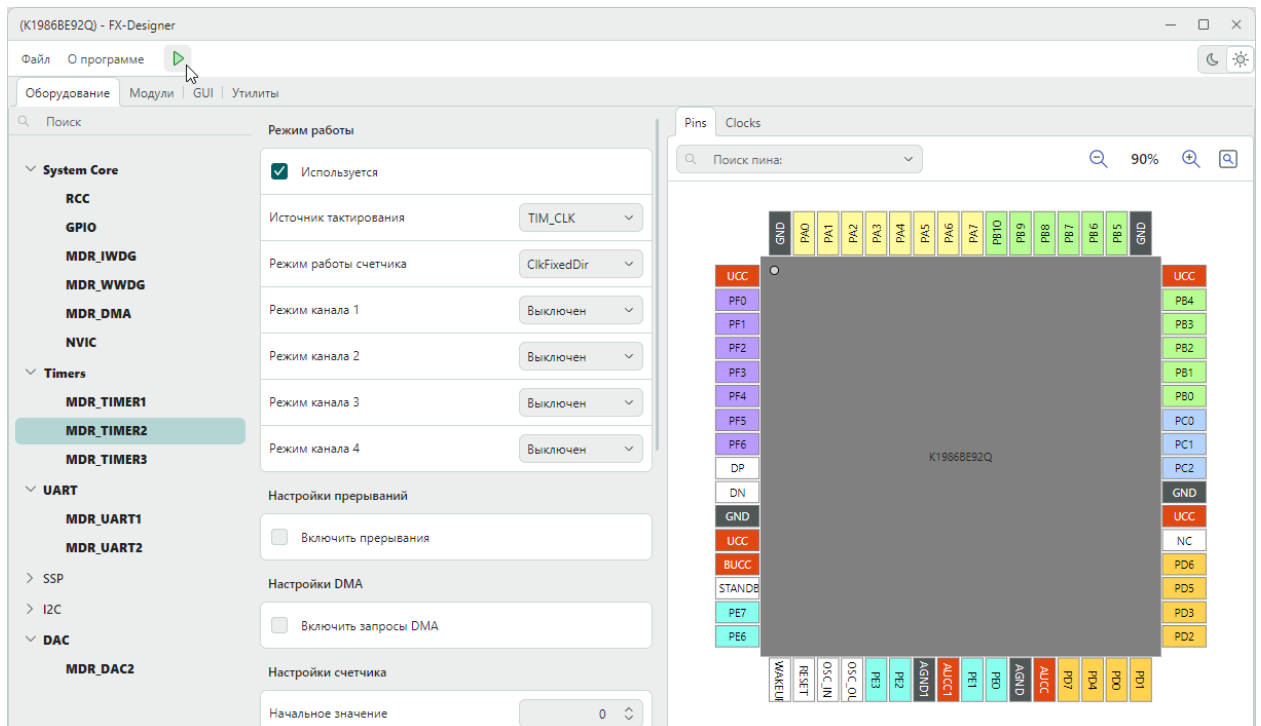 (K1986BE92Q) - FX-Designer
Файл О программе
Оборудование Модули GUI Утилиты
Поиск
System Core
RCC
GPIO
MDR_IWDG
MDR_WWDG
MDR_DMA
NVIC
Timers
MDR_TIMER1
MDR_TIMER2
MDR_TIMER3
UART
MDR_UART1
MDR_UART2
SSP
I2C
DAC
MDR_DAC2
Режим работы
Используется
Источник тактирования TIM_CLK
Режим работы счетчика ClkFixedDir
Режим канала 1 Выключен
Режим канала 2 Выключен
Режим канала 3 Выключен
Режим канала 4 Выключен
Настройки прерываний
Включить прерывания
Настройки DMA
Включить запросы DMA
Настройки счетчика
Начальное значение 0
Pins Clocks
Поиск пина: 90%
GND PA0 PA1 PA2 PA3 PA4 PA5 PA6 PA7 PB10 PB9 PB8 PB7 PB6 PB5 GND
UCC
PF0
PF1
PF2
PF3
PF4
PF5
PF6
DP
DN
GND
UCC
BUCC
STANDB
PE7
PE6
K1986BE92Q
UCC
PB4
PB3
PB2
PB1
PB0
PC0
PC1
PC2
GND
UCC
NC
PD6
PD5
PD3
PD2
WAKEUF RESET OSC_IN OSC_OL PE3 PE2 AGND1 AUCC1 PE1 PE0 AGND AUCC PD7 PD4 PD0 PD1